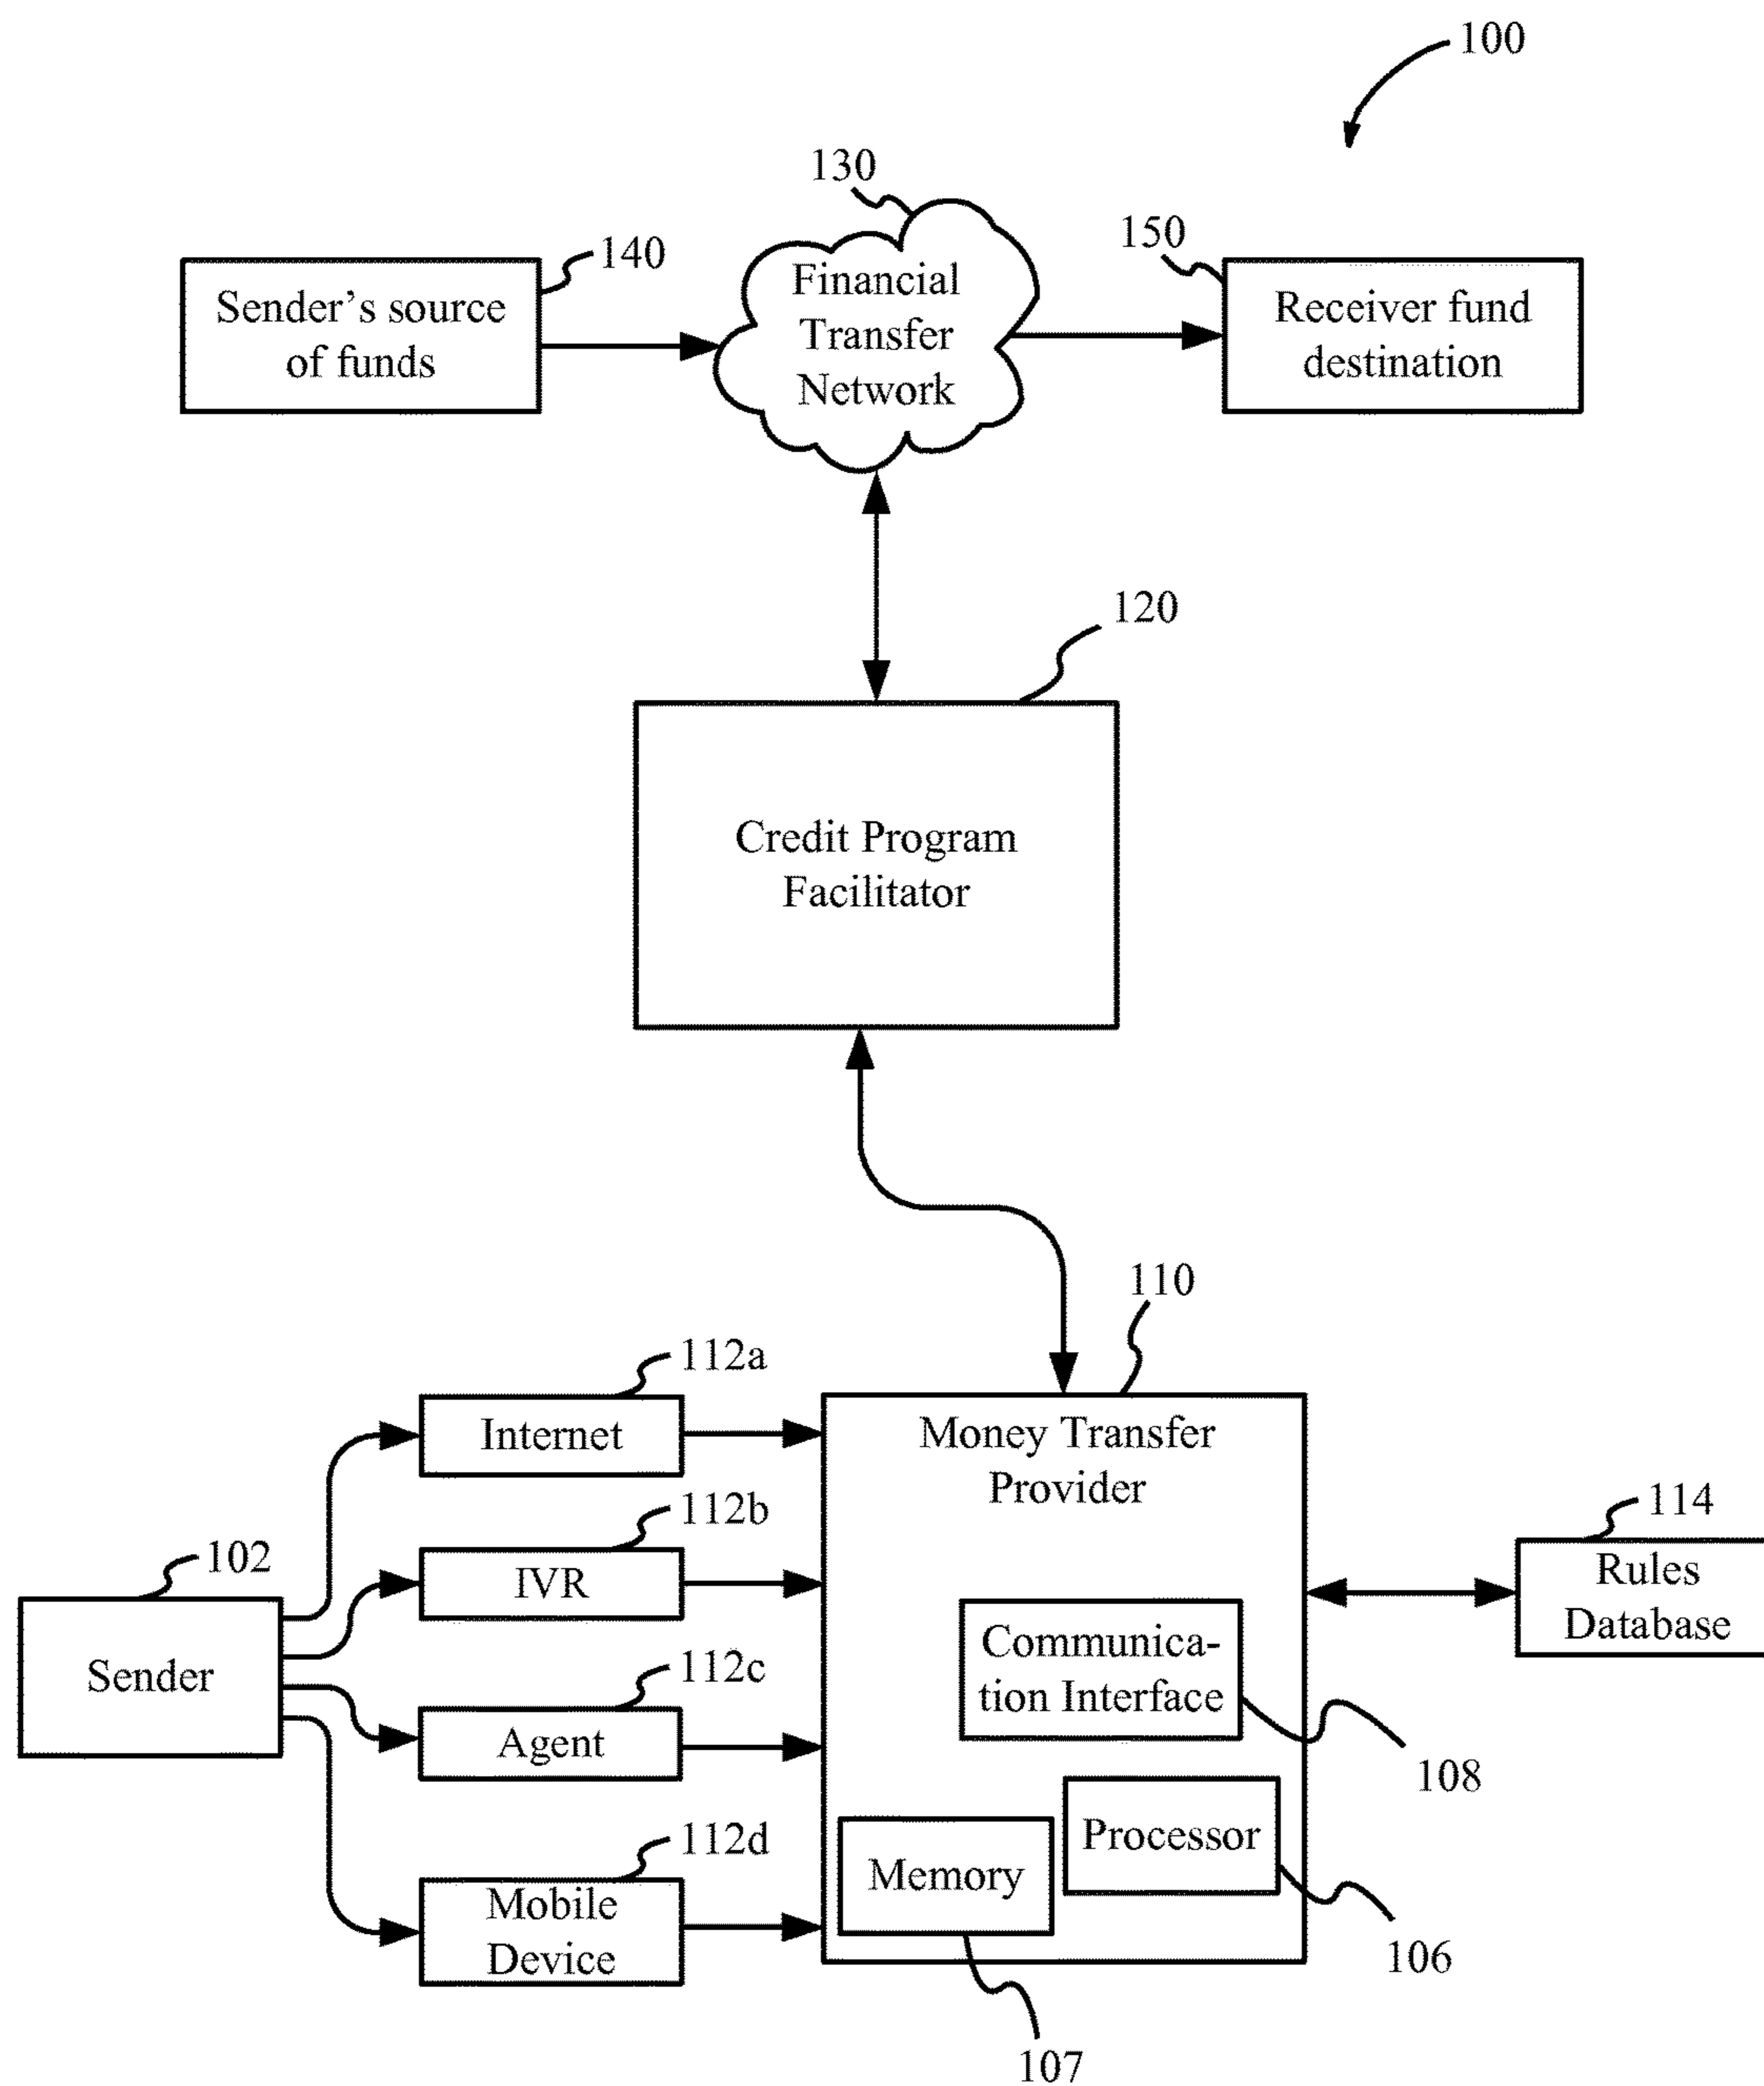 100
130
140
150
Sender's source
of funds
Financial
Transfer
Network
Receiver fund
destination
120
Credit Program
Facilitator
110
112a
Internet
Money Transfer
Provider
112b
IVR
114
Rules
Database
102
Sender
Communica-
tion Interface
112c
Agent
108
Processor
Memory
112d
Mobile
Device
106
107